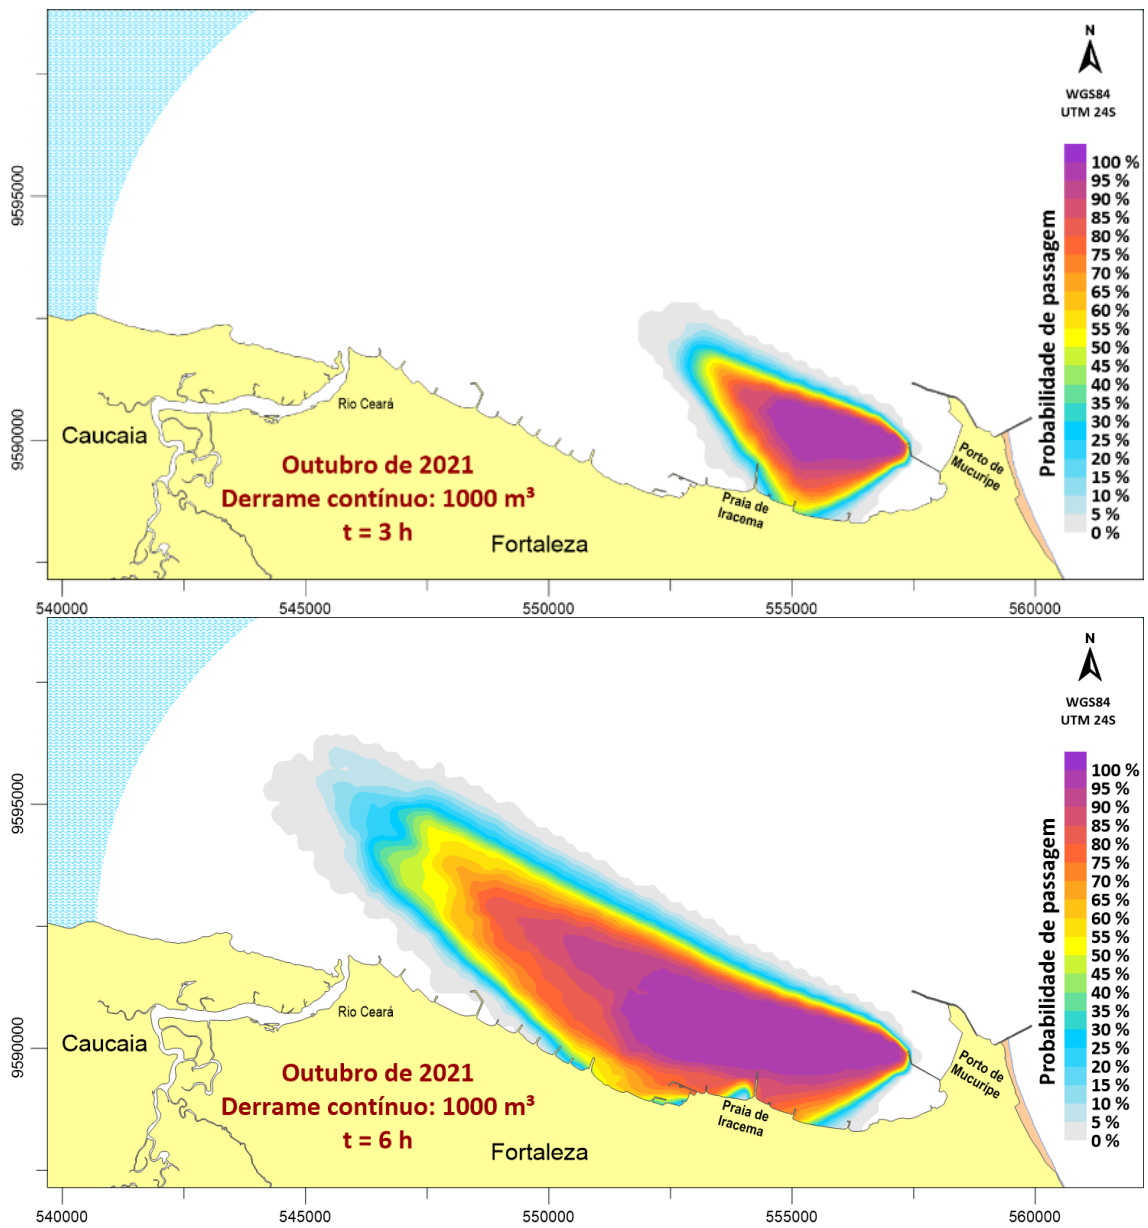 N
WGS84
UTM 24S
9595000
9590000
Probabilidade de passagem
100 %
95 %
90 %
85 %
80 %
75 %
70 %
65 %
60 %
55 %
50 %
45 %
40 %
35 %
30 %
25 %
20 %
15 %
10 %
5 %
0 %
Rio Ceará
Caucaia
Outubro de 2021
Derrame contínuo: 1000 m³
t = 3 h
Fortaleza
Praia de
Iracema
Porto de
Mucuripe
540000
545000
550000
555000
560000
N
WGS84
UTM 24S
9595000
9590000
Probabilidade de passagem
100 %
95 %
90 %
85 %
80 %
75 %
70 %
65 %
60 %
55 %
50 %
45 %
40 %
35 %
30 %
25 %
20 %
15 %
10 %
5 %
0 %
Rio Ceará
Caucaia
Outubro de 2021
Derrame contínuo: 1000 m³
t = 6 h
Fortaleza
Praia de
Iracema
Porto de
Mucuripe
540000
545000
550000
555000
560000